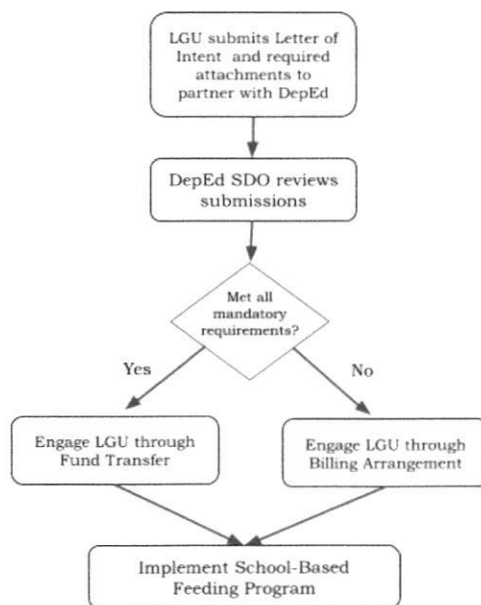 LGU submits Letter of
Intent and required
attachments to
partner with DepEd
DepEd SDO reviews
submissions
Met all
mandatory
requirements?
Yes
No
Engage LGU through
Fund Transfer
Engage LGU through
Billing Arrangement
Implement School-Based
Feeding Program